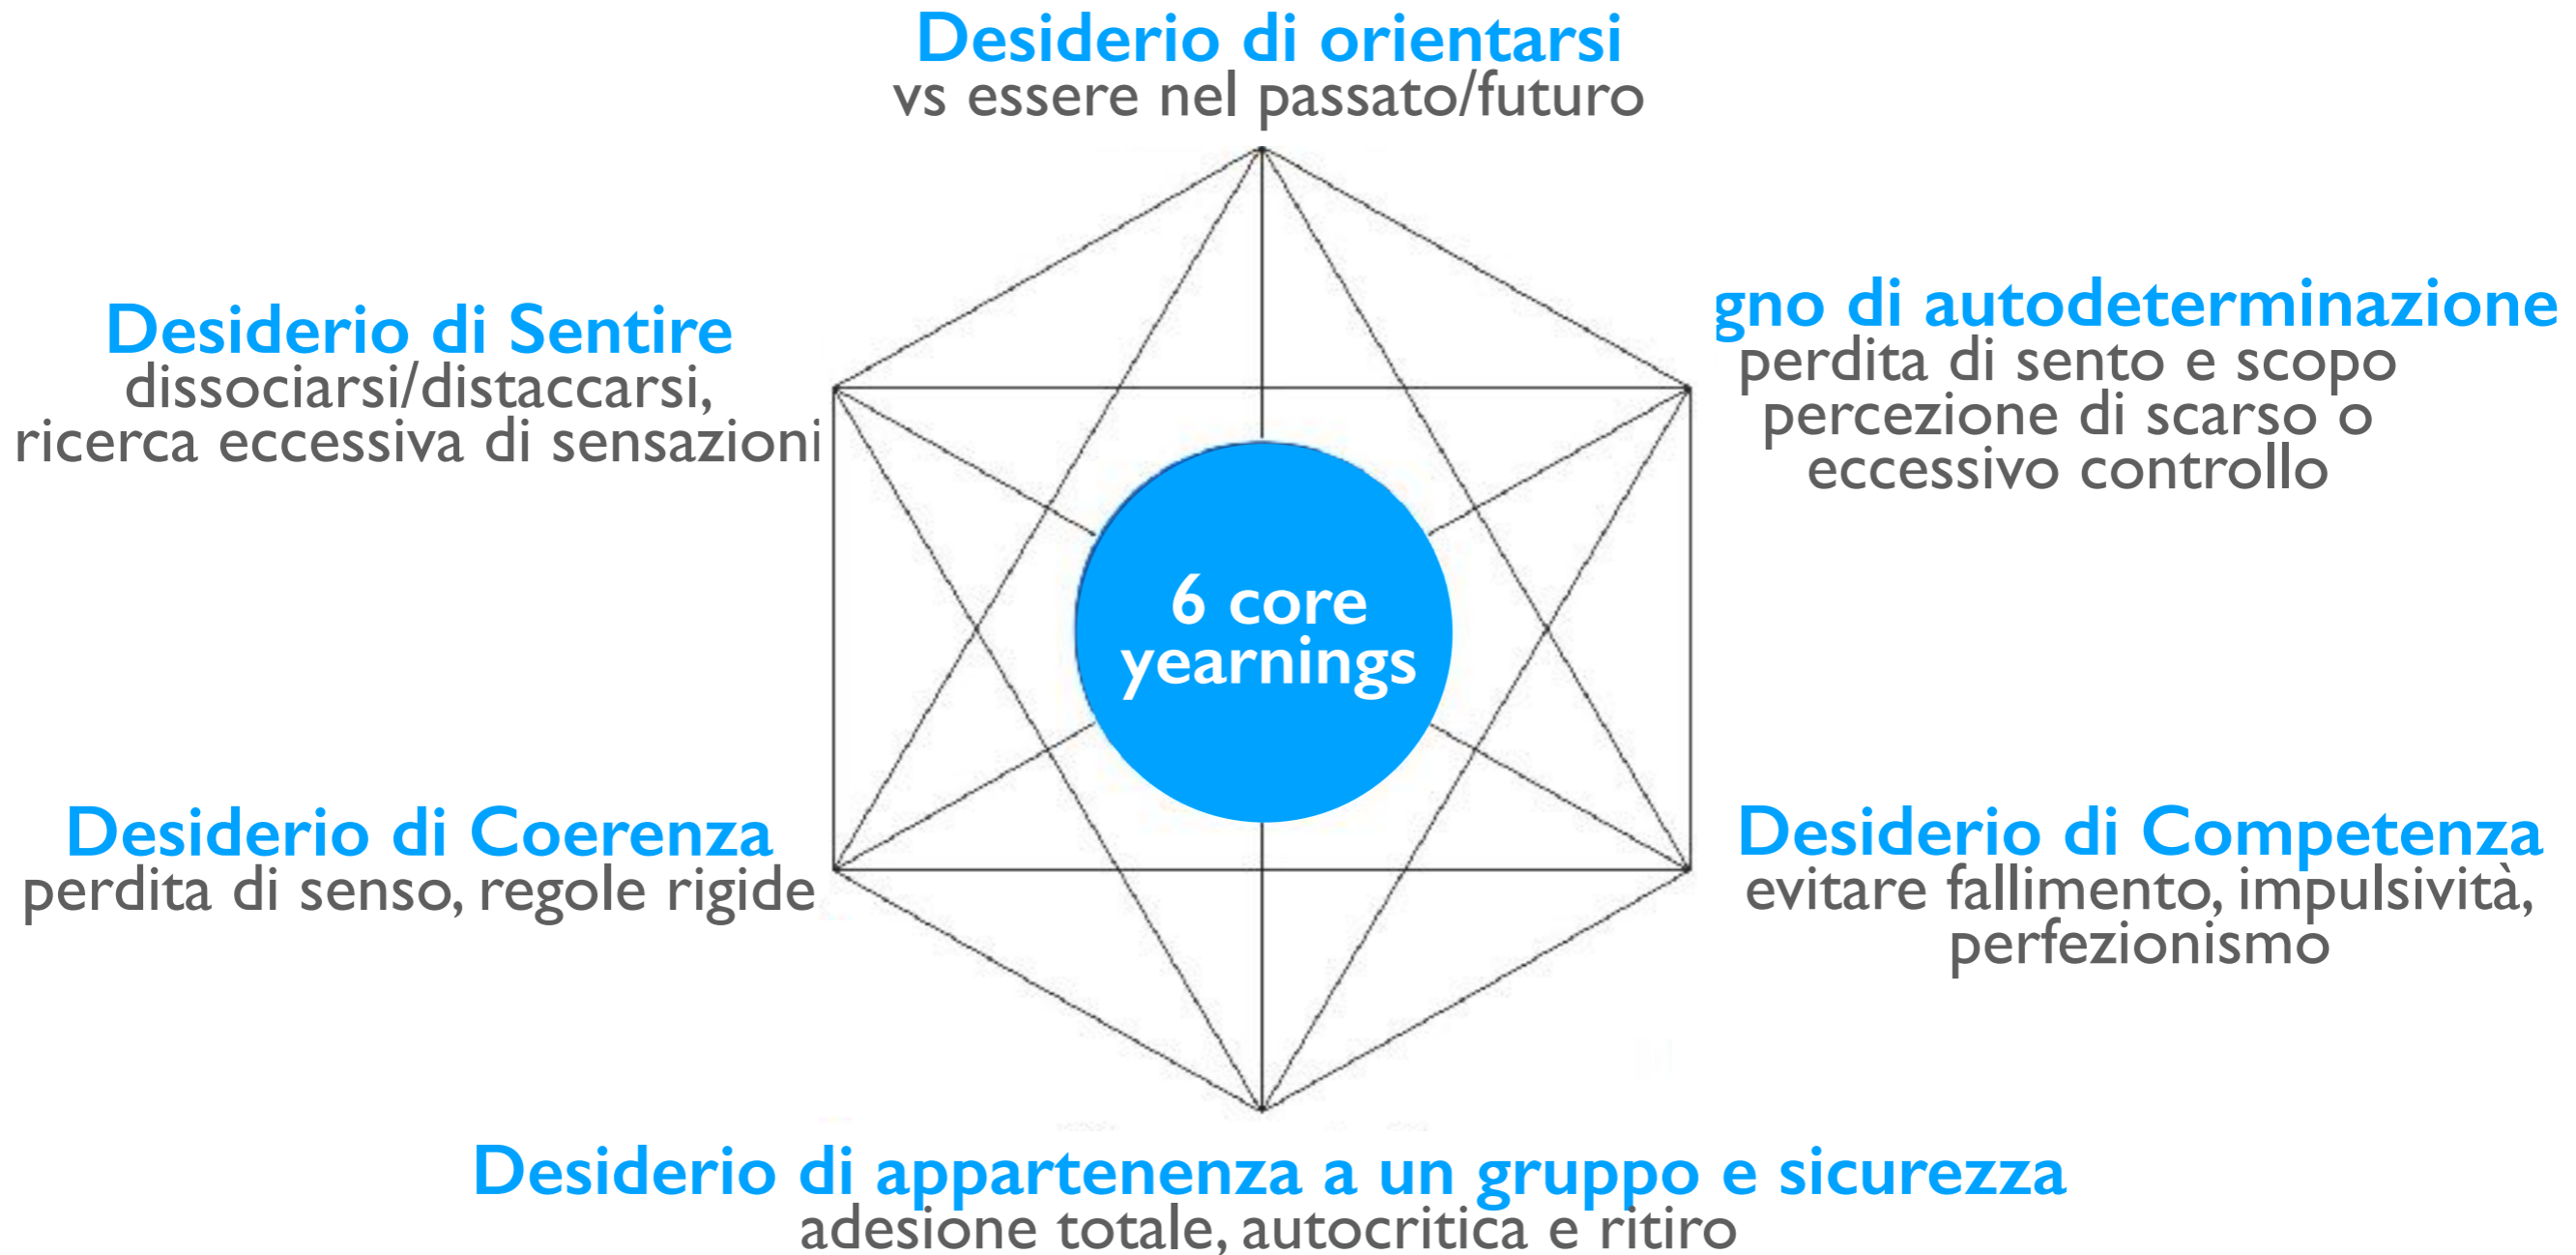 Desiderio di orientarsi
vs essere nel passato/futuro
Desiderio di Sentire
dissociarsi/distaccarsi,
ricerca eccessiva di sensazioni
gno di autodeterminazione
perdita di sento e scopo
percezione di scarso o
eccessivo controllo
6 core
yearnings
Desiderio di Coerenza
perdita di senso, regole rigide
Desiderio di Competenza
evitare fallimento, impulsività,
perfezionismo
Desiderio di appartenenza a un gruppo e sicurezza
adesione totale, autocritica e ritiro